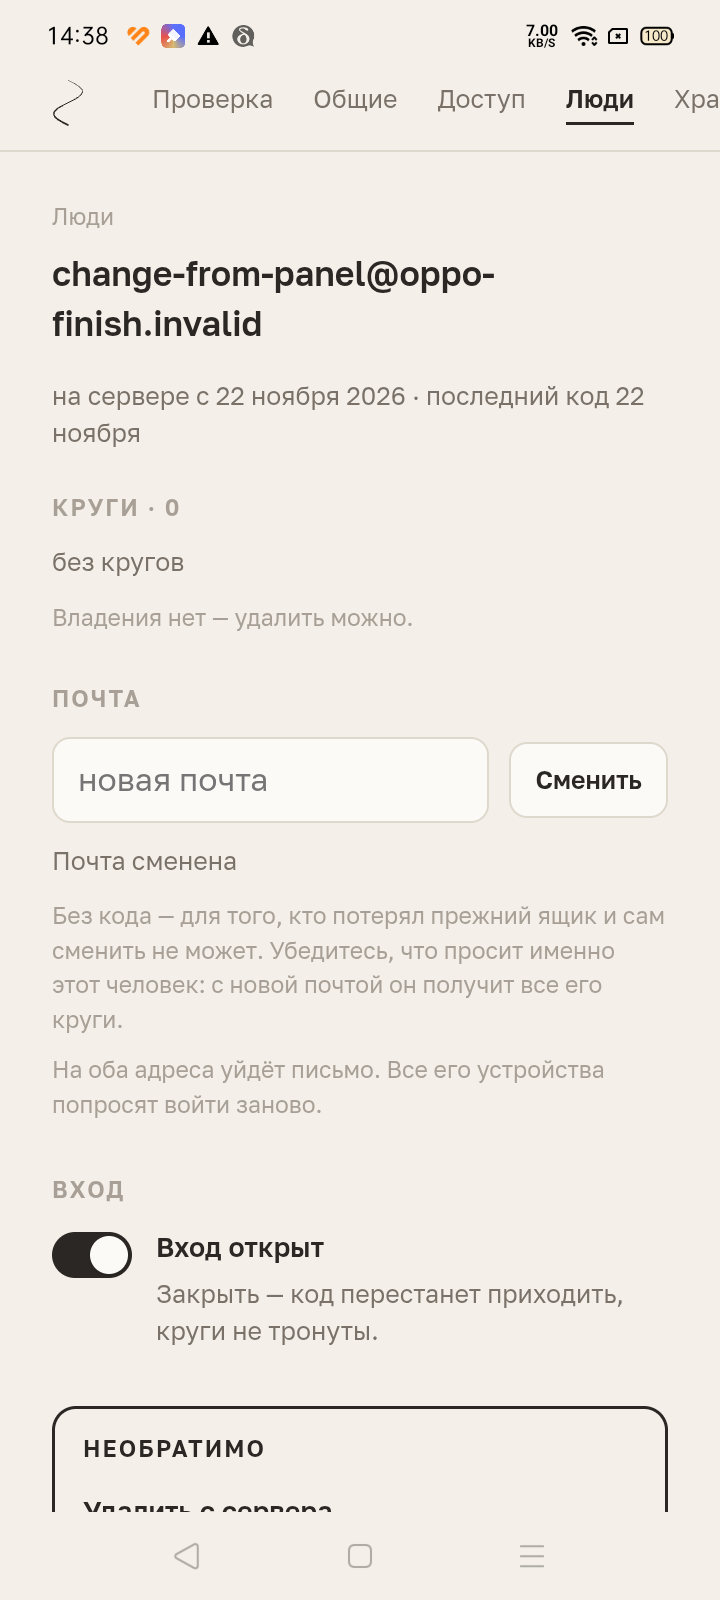 14:38
7.00 KB/S
100
Проверка Общие Доступ Люди Хра
Люди
change-from-panel@oppo-
finish.invalid
на сервере с 22 ноября 2026 · последний код 22
ноября
КРУГИ · 0
без кругов
Владения нет — удалить можно.
ПОЧТА
новая почта
Сменить
Почта сменена
Без кода — для того, кто потерял прежний ящик и сам
сменить не может. Убедитесь, что просит именно
этот человек: с новой почтой он получит все его
круги.
На оба адреса уйдёт письмо. Все его устройства
попросят войти заново.
ВХОД
Вход открыт
Закрыть — код перестанет приходить,
круги не тронуты.
НЕОБРАТИМО
Удалить с сервера